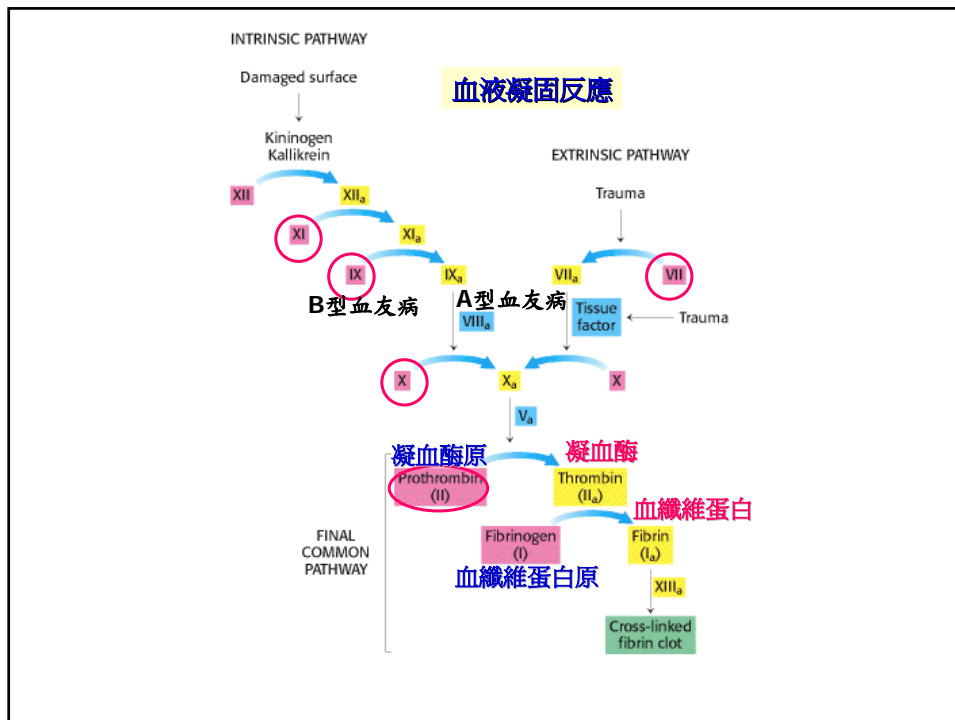 INTRINSIC PATHWAY
Damaged surface
血液凝固反應
Kininogen
Kallikrein
EXTRINSIC PATHWAY
XII
XIIa
Trauma
XI
XIa
IX
IXa
VIIa
VII
B型血友病
A型血友病
VIIIa
Tissue
factor
Trauma
X
Xa
X
Va
凝血酶原
凝血酶
Prothrombin
(II)
Thrombin
(IIa)
血纖維蛋白
FINAL
COMMON
PATHWAY
Fibrinogen
(I)
Fibrin
(Ia)
血纖維蛋白原
XIIIa
Cross-linked
fibrin clot